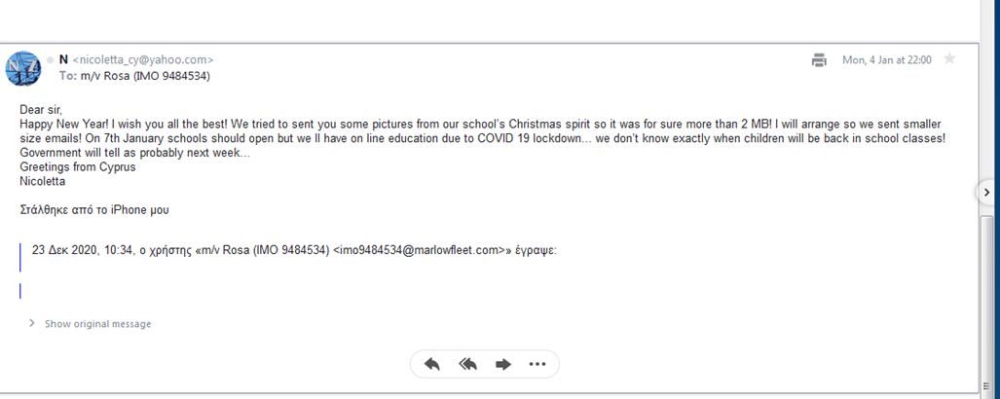 N <nicoletta_cy@yahoo.com>
Mon, 4 Jan at 22:00
To: m/v Rosa (IMO 9484534)
Dear sir,
Happy New Year! I wish you all the best! We tried to sent you some pictures from our school's Christmas spirit so it was for sure more than 2 MB! I will arrange so we sent smaller
size emails! On 7th January schools should open but we ll have on line education due to COVID 19 lockdown... we don't know exactly when children will be back in school classes!
Government will tell as probably next week...
Greetings from Cyprus
Nicoletta
Στάλθηκε από το iPhone μου
23 Δεκ 2020, 10:34, ο χρήστης «m/v Rosa (IMO 9484534) <imo9484534@marlowfleet.com>» έγραψε:
Show original message